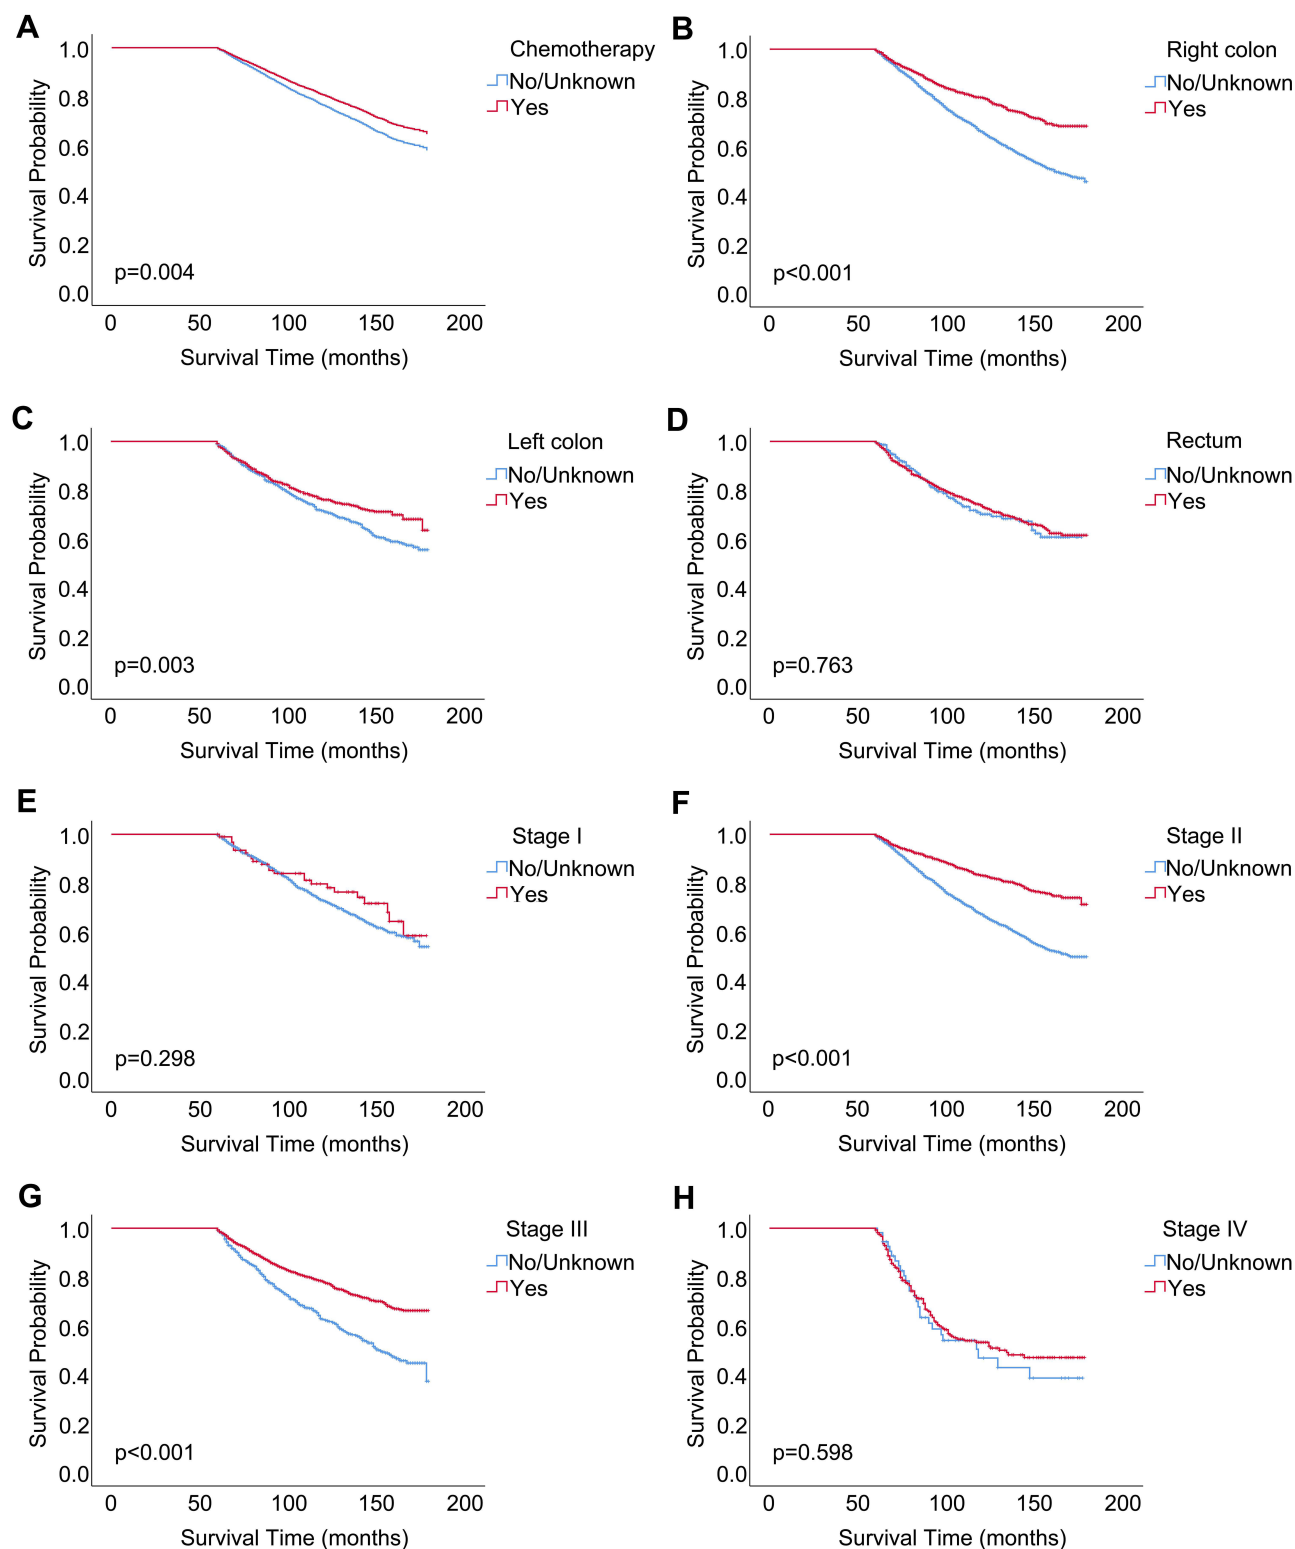 A
Chemotherapy
No/Unknown
Yes
Survival Probability
1.0
0.8
0.6
0.4
0.2
0.0
p=0.004
0 50 100 150 200
Survival Time (months)
B
Right colon
No/Unknown
Yes
Survival Probability
1.0
0.8
0.6
0.4
0.2
0.0
p<0.001
0 50 100 150 200
Survival Time (months)
C
Left colon
No/Unknown
Yes
Survival Probability
1.0
0.8
0.6
0.4
0.2
0.0
p=0.003
0 50 100 150 200
Survival Time (months)
D
Rectum
No/Unknown
Yes
Survival Probability
1.0
0.8
0.6
0.4
0.2
0.0
p=0.763
0 50 100 150 200
Survival Time (months)
E
Stage I
No/Unknown
Yes
Survival Probability
1.0
0.8
0.6
0.4
0.2
0.0
p=0.298
0 50 100 150 200
Survival Time (months)
F
Stage II
No/Unknown
Yes
Survival Probability
1.0
0.8
0.6
0.4
0.2
0.0
p<0.001
0 50 100 150 200
Survival Time (months)
G
Stage III
No/Unknown
Yes
Survival Probability
1.0
0.8
0.6
0.4
0.2
0.0
p<0.001
0 50 100 150 200
Survival Time (months)
H
Stage IV
No/Unknown
Yes
Survival Probability
1.0
0.8
0.6
0.4
0.2
0.0
p=0.598
0 50 100 150 200
Survival Time (months)